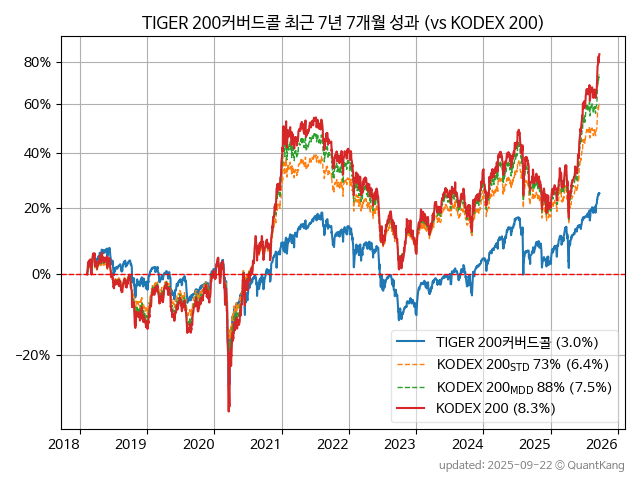 TIGER 200커버드콜 최근 7년 7개월 성과 (vs KODEX 200)
80%
60%
40%
20%
0%
−20%
TIGER 200커버드콜 (3.0%)
KODEX 200STD 73% (6.4%)
KODEX 200MDD 88% (7.5%)
KODEX 200 (8.3%)
2018 2019 2020 2021 2022 2023 2024 2025 2026
updated: 2025-09-22 ⓒ QuantKang